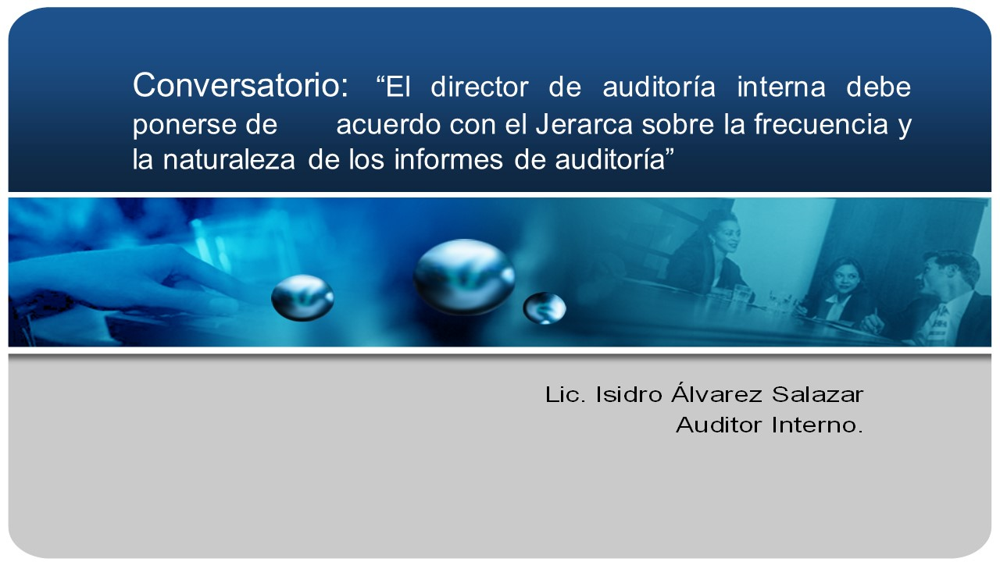 Conversatorio: “El director de auditoría interna debe
ponerse de acuerdo con el Jerarca sobre la frecuencia y
la naturaleza de los informes de auditoría”
Lic. Isidro Álvarez Salazar
Auditor Interno.